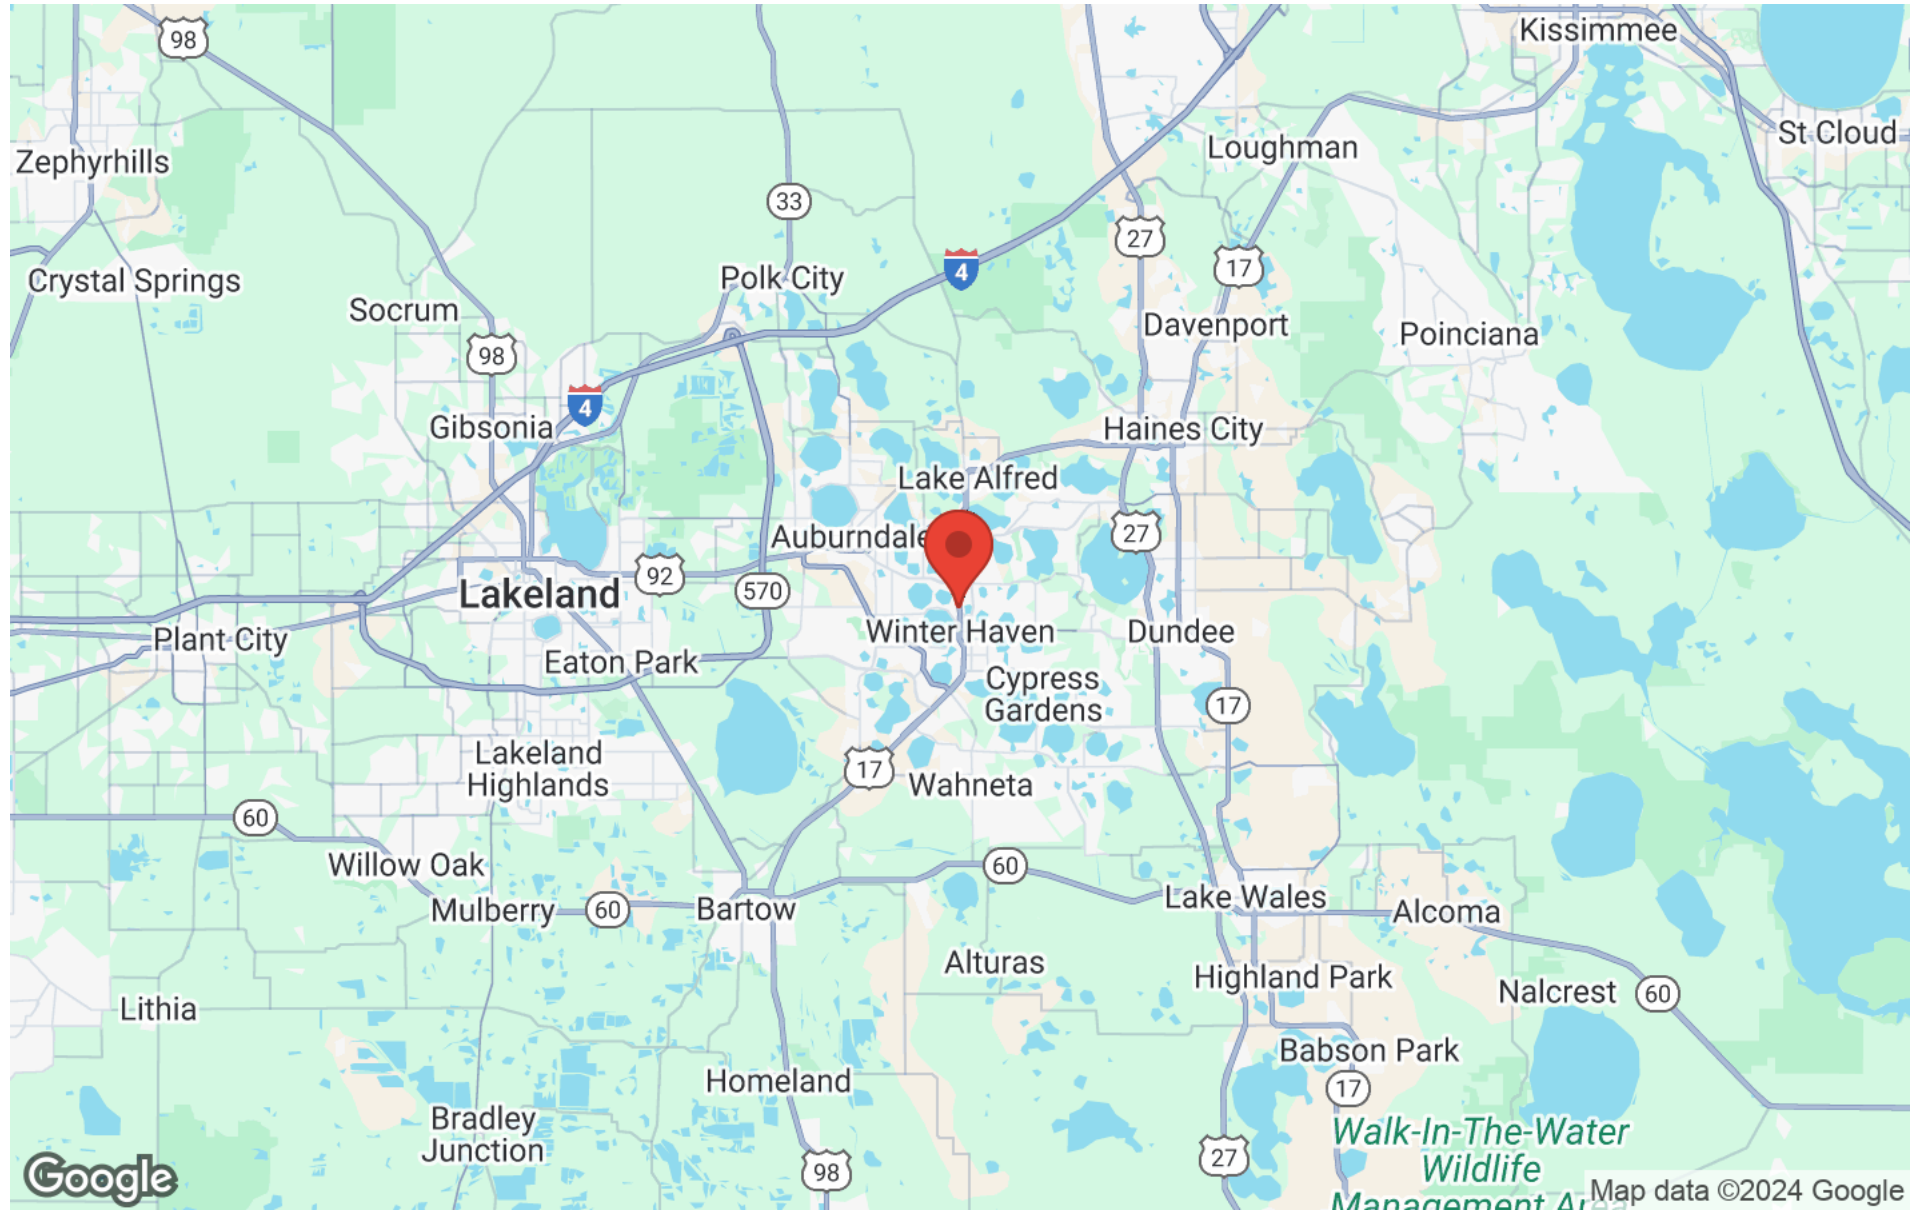 98
Kissimmee
St Cloud
Loughman
Zephyrhills
33
27
17
4
Crystal Springs
Polk City
Socrum
Davenport
Poinciana
98
4
Gibsonia
Haines City
Lake Alfred
Auburndale
27
92
570
Lakeland
Plant City
Winter Haven
Dundee
Eaton Park
Cypress
Gardens
17
Lakeland
Highlands
17
Wahneta
60
Willow Oak
60
Mulberry
60
Bartow
Lake Wales
Alcoma
Alturas
Highland Park
Nalcrest
60
Lithia
Babson Park
17
Homeland
Bradley
Junction
Walk-In-The-Water
Wildlife
Management Area
27
98
Google
Map data ©2024 Google